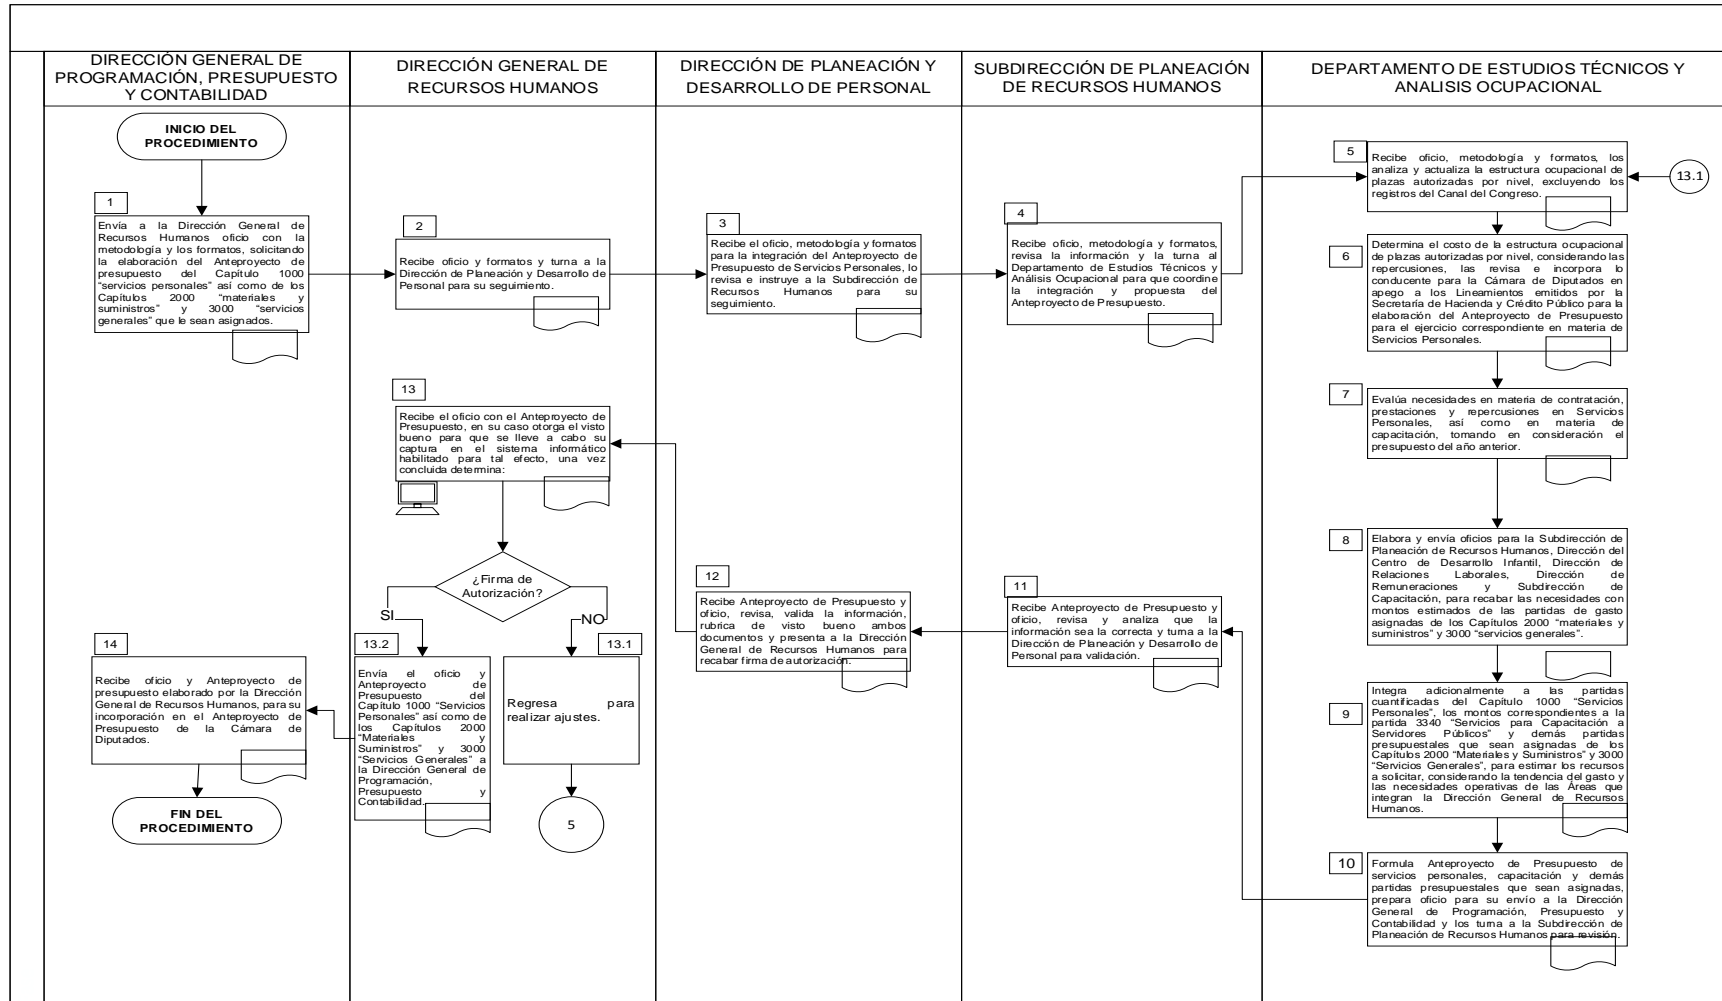 DIRECCIÓN GENERAL DE
PROGRAMACIÓN, PRESUPUESTO
Y CONTABILIDAD
DIRECCIÓN GENERAL DE
RECURSOS HUMANOS
DIRECCIÓN DE PLANEACIÓN Y
DESARROLLO DE PERSONAL
SUBDIRECCIÓN DE PLANEACIÓN
DE RECURSOS HUMANOS
DEPARTAMENTO DE ESTUDIOS TÉCNICOS Y
ANALISIS OCUPACIONAL
INICIO DEL
PROCEDIMIENTO
1
Envía a la Dirección General de
Recursos Humanos oficio con la
metodología y los formatos, solicitando
la elaboración del Anteproyecto de
presupuesto del Capítulo 1000
“servicios personales” así como de los
Capítulos 2000 “materiales y
suministros” y 3000 “servicios
generales” que le sean asignados.
2
Recibe oficio y formatos y turna a la
Dirección de Planeación y Desarrollo de
Personal para su seguimiento.
3
Recibe el oficio, metodología y formatos
para la integración del Anteproyecto de
Presupuesto de Servicios Personales, lo
revisa e instruye a la Subdirección de
Recursos Humanos para su
seguimiento.
4
Recibe oficio, metodología y formatos,
revisa la información y la turna al
Departamento de Estudios Técnicos y
Análisis Ocupacional para que coordine
la integración y propuesta del
Anteproyecto de Presupuesto.
5
Recibe oficio, metodología y formatos, los
analiza y actualiza la estructura ocupacional de
plazas autorizadas por nivel, excluyendo los
registros del Canal del Congreso.
13.1
6
Determina el costo de la estructura ocupacional
de plazas autorizadas por nivel, considerando las
repercusiones, las revisa e incorpora lo
conducente para la Cámara de Diputados en
apego a los Lineamientos emitidos por la
Secretaría de Hacienda y Crédito Público para la
elaboración del Anteproyecto de Presupuesto
para el ejercicio correspondiente en materia de
Servicios Personales.
7
Evalúa necesidades en materia de contratación,
prestaciones y repercusiones en Servicios
Personales, así como en materia de
capacitación, tomando en consideración el
presupuesto del año anterior.
8
Elabora y envía oficios para la Subdirección de
Planeación de Recursos Humanos, Dirección del
Centro de Desarrollo Infantil, Dirección de
Relaciones Laborales, Dirección de
Remuneraciones y Subdirección de
Capacitación, para recabar las necesidades con
montos estimados de las partidas de gasto
asignadas de los Capítulos 2000 “materiales y
suministros” y 3000 “servicios generales”.
9
Integra adicionalmente a las partidas
cuantificadas del Capítulo 1000 “Servicios
Personales”, los montos correspondientes a la
partida 3340 “Servicios para Capacitación a
Servidores Públicos” y demás partidas
presupuestales que sean asignadas de los
Capítulos 2000 “Materiales y Suministros” y 3000
“Servicios Generales”, para estimar los recursos
a solicitar, considerando la tendencia del gasto y
las necesidades operativas de las Áreas que
integran la Dirección General de Recursos
Humanos.
10
Formula Anteproyecto de Presupuesto de
servicios personales, capacitación y demás
partidas presupuestales que sean asignadas,
prepara oficio para su envío a la Dirección
General de Programación, Presupuesto y
Contabilidad y los turna a la Subdirección de
Planeación de Recursos Humanos para revisión.
11
Recibe Anteproyecto de Presupuesto y
oficio, revisa y analiza que la
información sea la correcta y turna a la
Dirección de Planeación y Desarrollo de
Personal para validación.
12
Recibe Anteproyecto de Presupuesto y
oficio, revisa, valida la información,
rubrica de visto bueno ambos
documentos y presenta a la Dirección
General de Recursos Humanos para
recabar firma de autorización.
13
Recibe el oficio con el Anteproyecto de
Presupuesto, en su caso otorga el visto
bueno para que se lleve a cabo su
captura en el sistema informático
habilitado para tal efecto, una vez
concluida determina:
¿Firma de
Autorización?
SI
NO
13.1
Regresa para
realizar ajustes.
5
13.2
Envía el oficio y
Anteproyecto de
Presupuesto del
Capítulo 1000 “Servicios
Personales” así como de
los Capítulos 2000
“Materiales y
Suministros” y 3000
“Servicios Generales” a
la Dirección General de
Programación,
Presupuesto y
Contabilidad.
14
Recibe oficio y Anteproyecto de
presupuesto elaborado por la Dirección
General de Recursos Humanos, para su
incorporación en el Anteproyecto de
Presupuesto de la Cámara de
Diputados.
FIN DEL
PROCEDIMIENTO